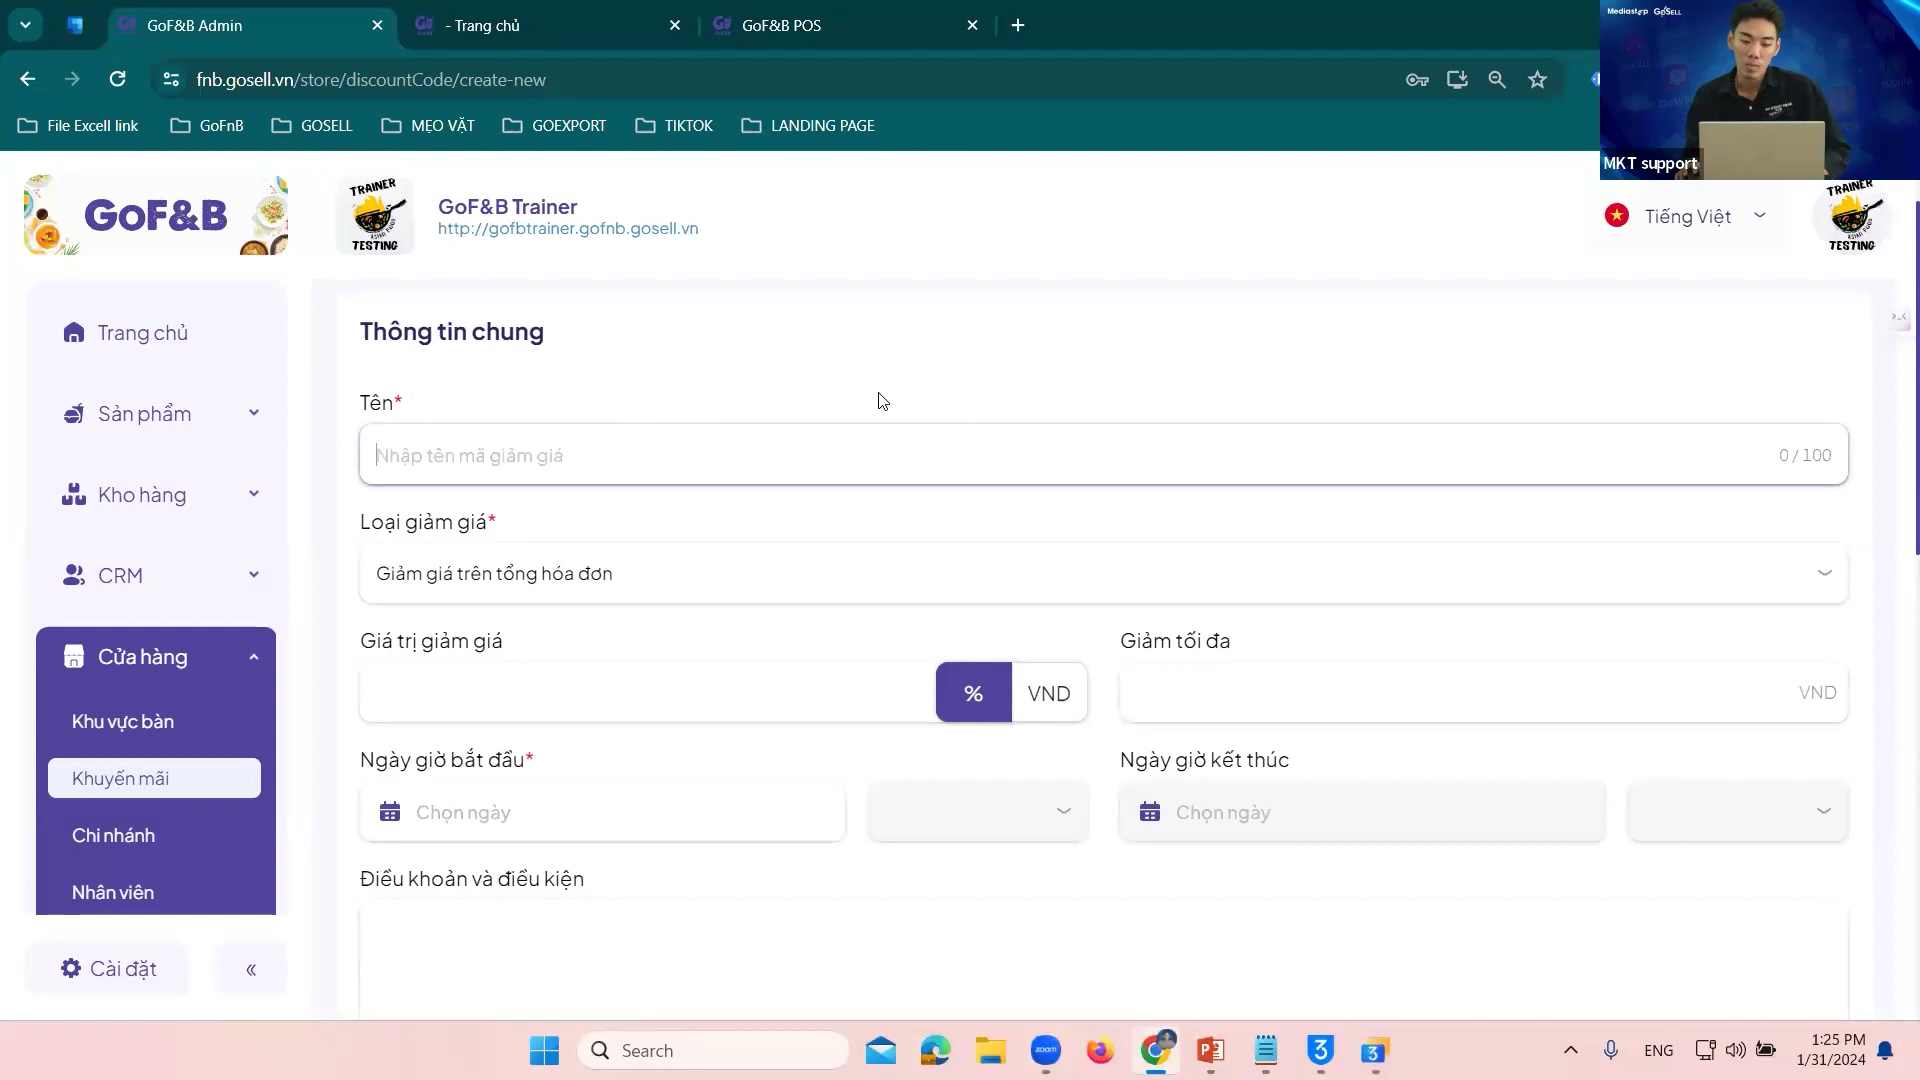 GoF&B Admin
- Trang chủ
GoF&B POS
fnb.gosell.vn/store/discountCode/create-new
File Excell link
GoFnB
GOSELL
MẸO VẶT
GOEXPORT
TIKTOK
LANDING PAGE
Mediastep GoSELL
MKT support
GoF&B
TRAINER
TESTING
GoF&B Trainer
http://gofbtrainer.gofnb.gosell.vn
Tiếng Việt
TRAINER
TESTING
Trang chủ
Sản phẩm
Kho hàng
CRM
Cửa hàng
Khu vực bàn
Khuyến mãi
Chi nhánh
Nhân viên
Cài đặt
«
Thông tin chung
Tên*
Nhập tên mã giảm giá
0 / 100
Loại giảm giá*
Giảm giá trên tổng hóa đơn
Giá trị giảm giá
% VND
Giảm tối đa
VND
Ngày giờ bắt đầu*
Chọn ngày
Ngày giờ kết thúc
Chọn ngày
Điều khoản và điều kiện
Search
zoom
ENG
1:25 PM
1/31/2024